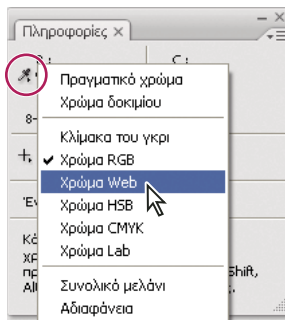 Πληροφορίες ×
C :
8-
Πραγματικό χρώμα
Χρώμα δοκιμίου
Κλίμακα του γκρι
Χρώμα RGB
Χρώμα Web
Χρώμα HSB
Χρώμα CMYK
Χρώμα Lab
Συνολικό μελάνι
Αδιαφάνεια
Shift,